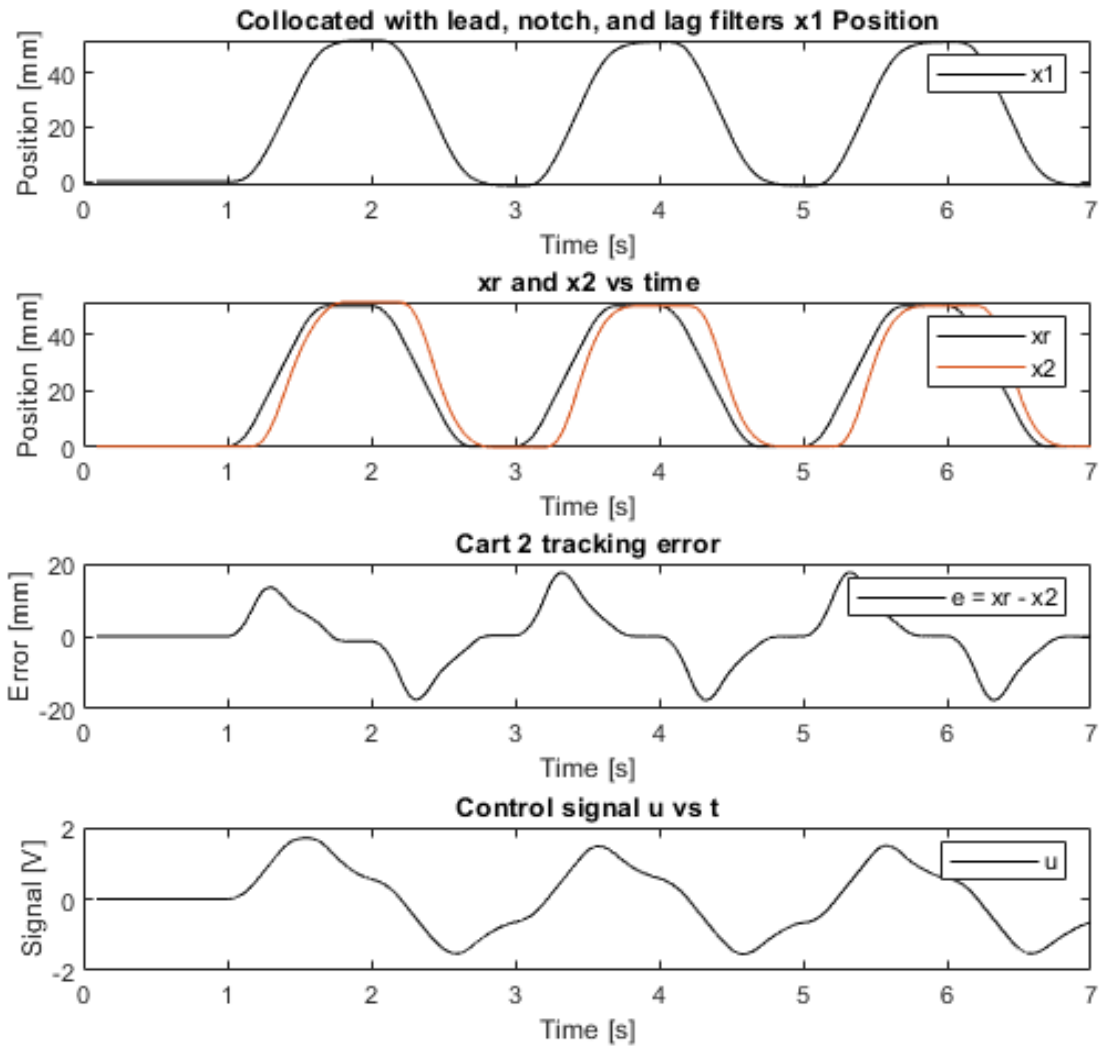 Collocated with lead, notch, and lag filters x1 Position
Position [mm]
40
20
0
x1
0 1 2 3 4 5 6 7
Time [s]
xr and x2 vs time
Position [mm]
40
20
0
xr
x2
0 1 2 3 4 5 6 7
Time [s]
Cart 2 tracking error
Error [mm]
20
0
-20
e = xr - x2
0 1 2 3 4 5 6 7
Time [s]
Control signal u vs t
Signal [V]
2
0
-2
u
0 1 2 3 4 5 6 7
Time [s]